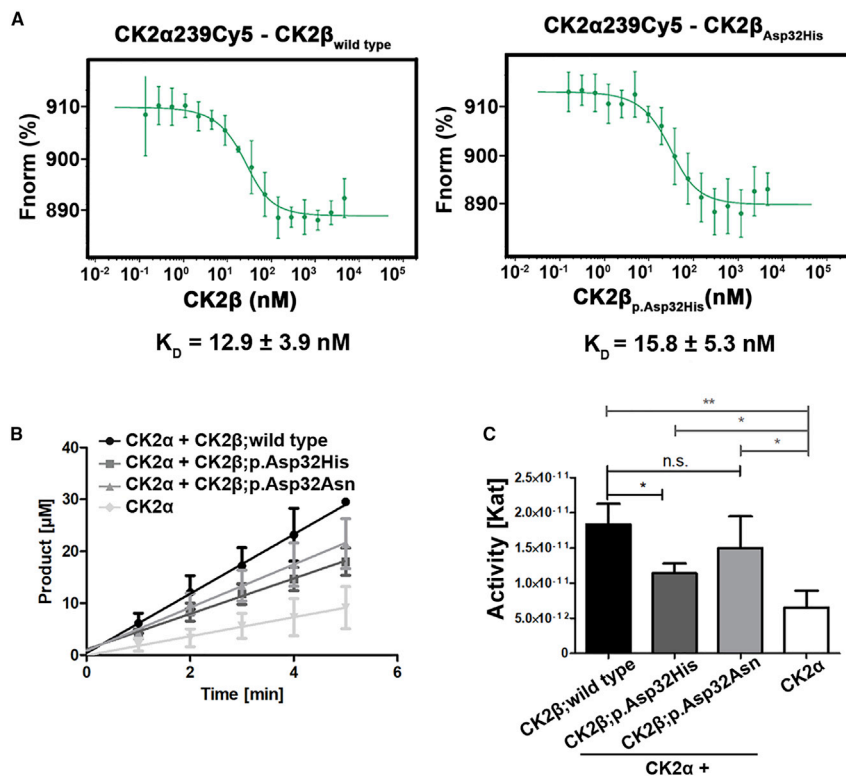 A
CK2α239Cy5 - CK2βwild type
Fnorm (%)
910
900
890
10-2 10-1 100 101 102 103 104 105
CK2β (nM)
KD = 12.9 ± 3.9 nM
CK2α239Cy5 - CK2βAsp32His
Fnorm (%)
910
900
890
10-2 10-1 100 101 102 103 104 105
CK2βp.Asp32His(nM)
KD = 15.8 ± 5.3 nM
B
CK2α + CK2β;wild type
CK2α + CK2β;p.Asp32His
CK2α + CK2β;p.Asp32Asn
CK2α
Product [µM]
40
30
20
10
0
0 2 4 6
Time [min]
C
**
*
*
n.s.
*
Activity [Kat]
2.5×10-11
2.0×10-11
1.5×10-11
1.0×10-11
5.0×10-12
0
CK2β;wild type
CK2β;p.Asp32His
CK2β;p.Asp32Asn
CK2α
CK2α +